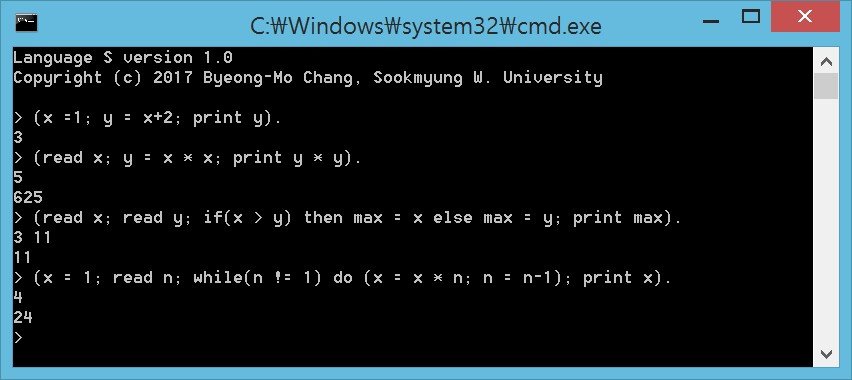 C:₩Windows₩system32₩cmd.exe
Language S version 1.0
Copyright (c) 2017 Byeong-Mo Chang, Sookmyung W. University
> (x =1; y = x+2; print y).
3
> (read x; y = x * x; print y * y).
5
625
> (read x; read y; if(x > y) then max = x else max = y; print max).
3 11
11
> (x = 1; read n; while(n != 1) do (x = x * n; n = n-1); print x).
4
24
>